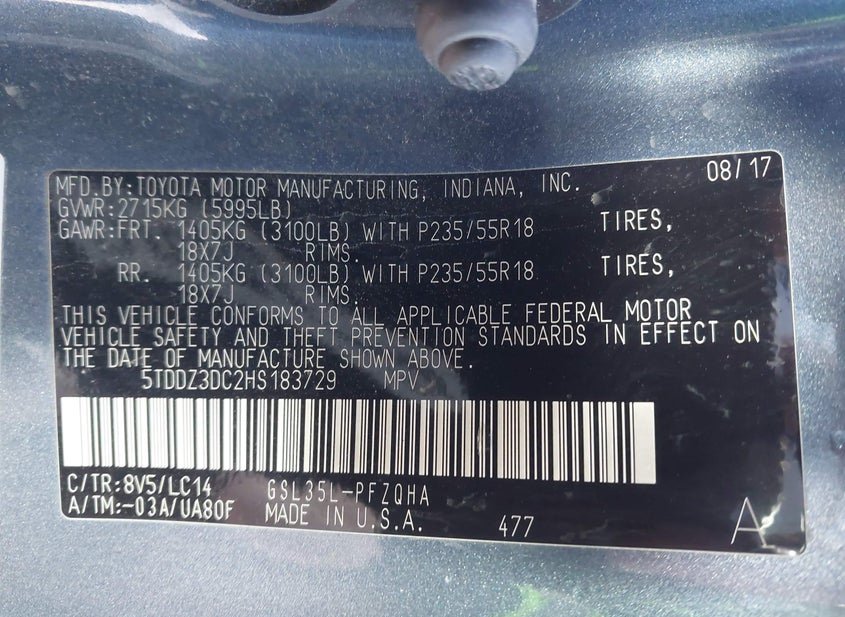 MFD. BY: TOYOTA MOTOR MANUFACTURING, INDIANA, INC. 08/17
GVWR: 2715KG (5995LB)
GAWR: FRT. 1405KG (3100LB) WITH P235/55R18 TIRES,
18X7J RIMS.
RR. 1405KG (3100LB) WITH P235/55R18 TIRES,
18X7J RIMS.
THIS VEHICLE CONFORMS TO ALL APPLICABLE FEDERAL MOTOR
VEHICLE SAFETY AND THEFT PREVENTION STANDARDS IN EFFECT ON
THE DATE OF MANUFACTURE SHOWN ABOVE.
5TDDZ3DC2HS183729 MPV
C/TR: 8V5/LC14 GSL35L-PFZQHA
A/TM: -03A/UA80F MADE IN U.S.A. 477 A